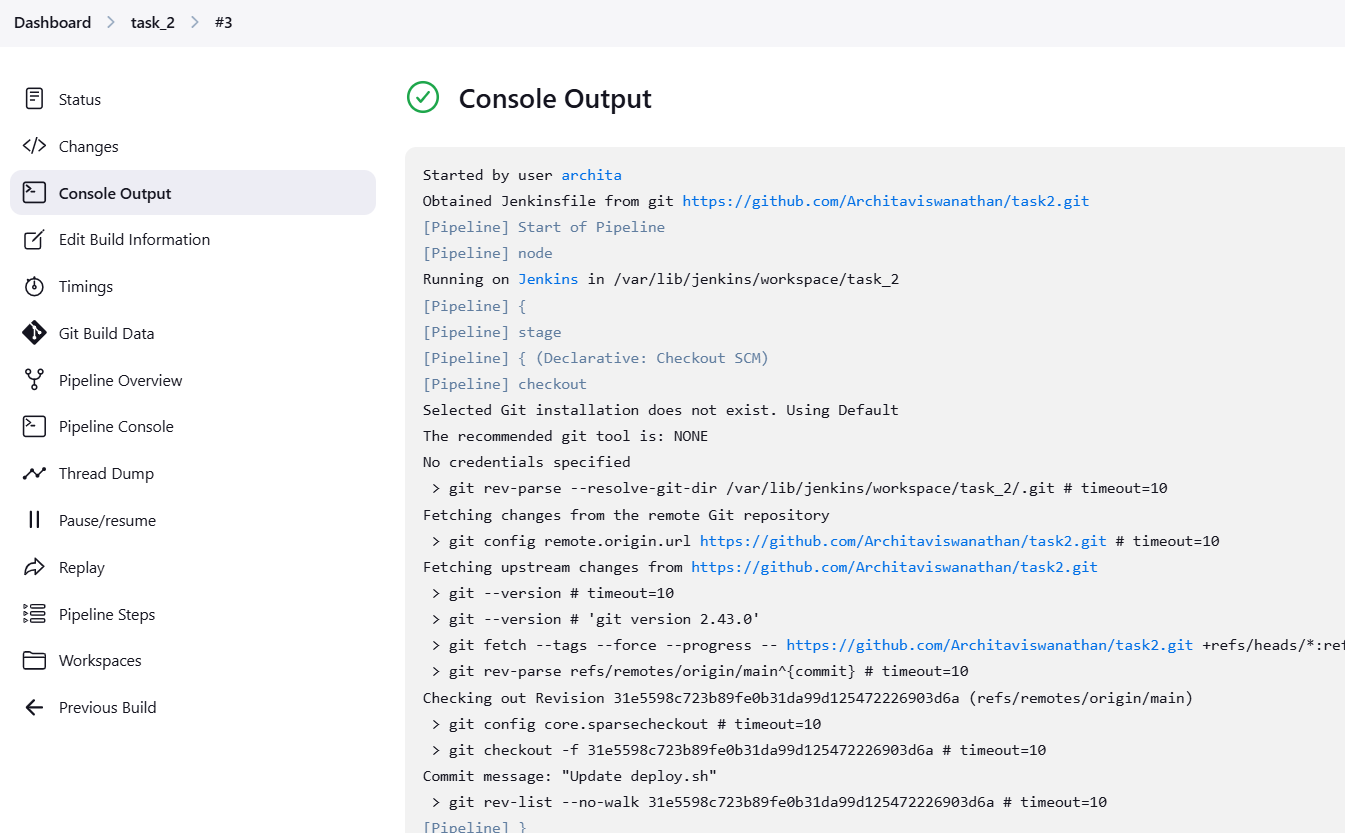 Dashboard > task_2 > #3
Status
Changes
Console Output
Edit Build Information
Timings
Git Build Data
Pipeline Overview
Pipeline Console
Thread Dump
Pause/resume
Replay
Pipeline Steps
Workspaces
Previous Build
Console Output
Started by user archita
Obtained Jenkinsfile from git https://github.com/Architaviswanathan/task2.git
[Pipeline] Start of Pipeline
[Pipeline] node
Running on Jenkins in /var/lib/jenkins/workspace/task_2
[Pipeline] {
[Pipeline] stage
[Pipeline] { (Declarative: Checkout SCM)
[Pipeline] checkout
Selected Git installation does not exist. Using Default
The recommended git tool is: NONE
No credentials specified
> git rev-parse --resolve-git-dir /var/lib/jenkins/workspace/task_2/.git # timeout=10
Fetching changes from the remote Git repository
> git config remote.origin.url https://github.com/Architaviswanathan/task2.git # timeout=10
Fetching upstream changes from https://github.com/Architaviswanathan/task2.git
> git --version # timeout=10
> git --version # 'git version 2.43.0'
> git fetch --tags --force --progress -- https://github.com/Architaviswanathan/task2.git +refs/heads/*:ref
> git rev-parse refs/remotes/origin/main^{commit} # timeout=10
Checking out Revision 31e5598c723b89fe0b31da99d125472226903d6a (refs/remotes/origin/main)
> git config core.sparsecheckout # timeout=10
> git checkout -f 31e5598c723b89fe0b31da99d125472226903d6a # timeout=10
Commit message: "Update deploy.sh"
> git rev-list --no-walk 31e5598c723b89fe0b31da99d125472226903d6a # timeout=10
[Pipeline] }